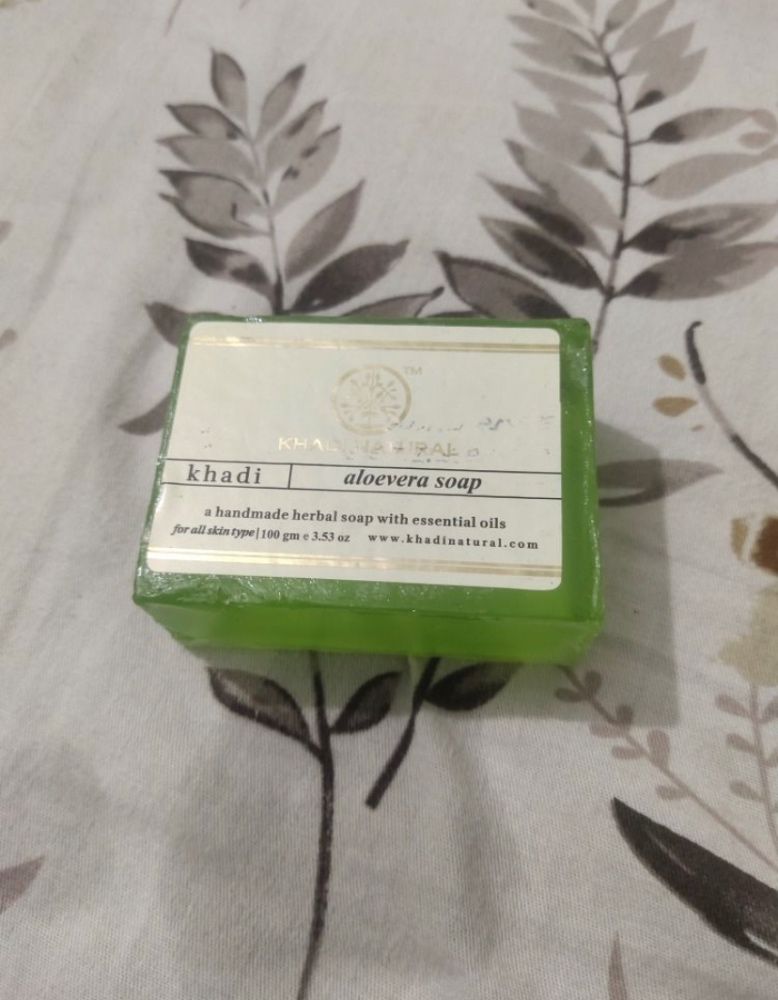 TM
KHADI NATURAL
khadi | aloevera soap
a handmade herbal soap with essential oils
for all skin type | 100 gm e 3.53 oz www.khadinatural.com